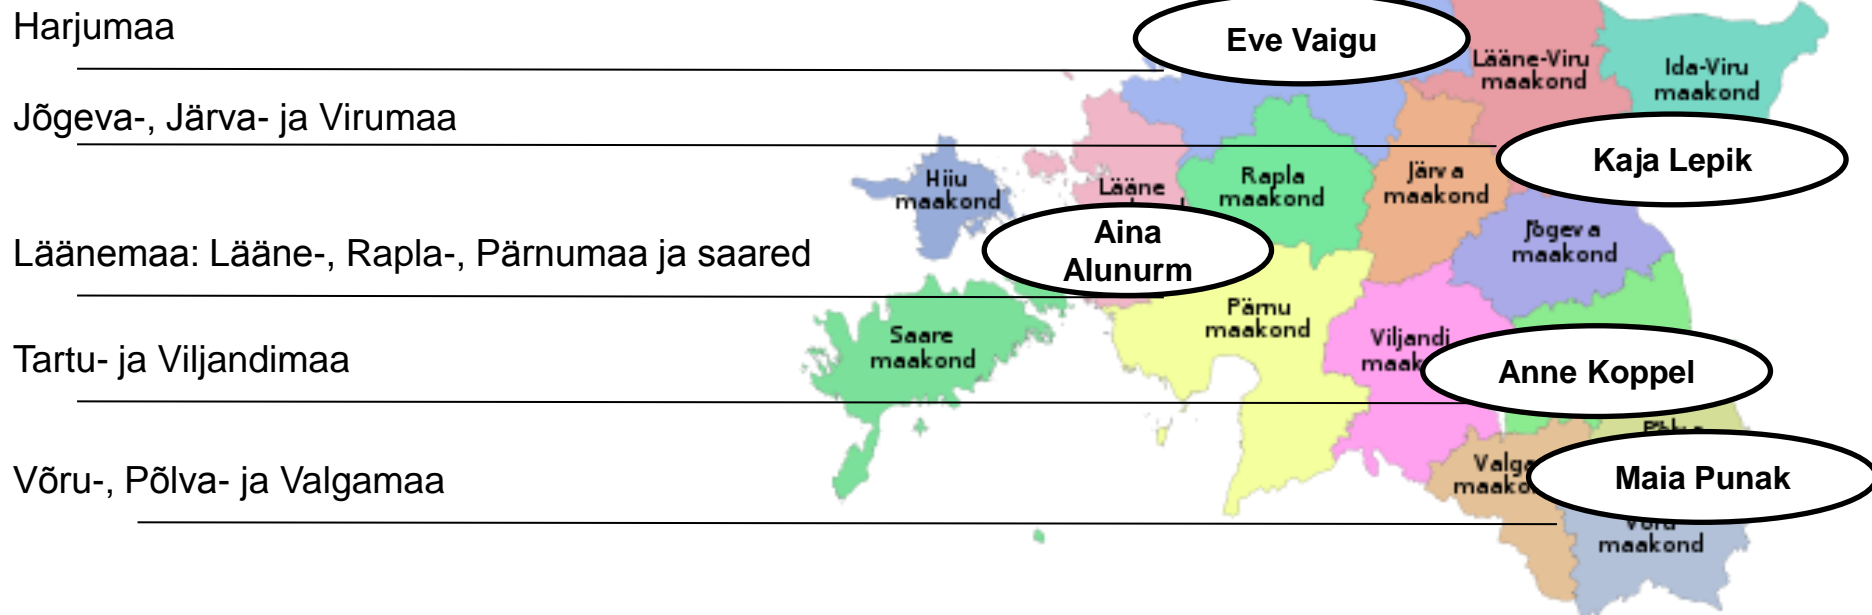 Harjumaa
Eve Vaigu
Lääne-Viru
maakond
Ida-Viru
maakond
Jõgeva-, Järva- ja Virumaa
Kaja Lepik
Hiiu
maakond
Lääne
Rapla
maakond
Järva
maakond
Jõgeva
maakond
Läänemaa: Lääne-, Rapla-, Pärnumaa ja saared
Aina
Alunurm
Saare
maakond
Pärnu
maakond
Viljandi
Tartu- ja Viljandimaa
Anne Koppel
Võru-, Põlva- ja Valgamaa
Maia Punak
maakond